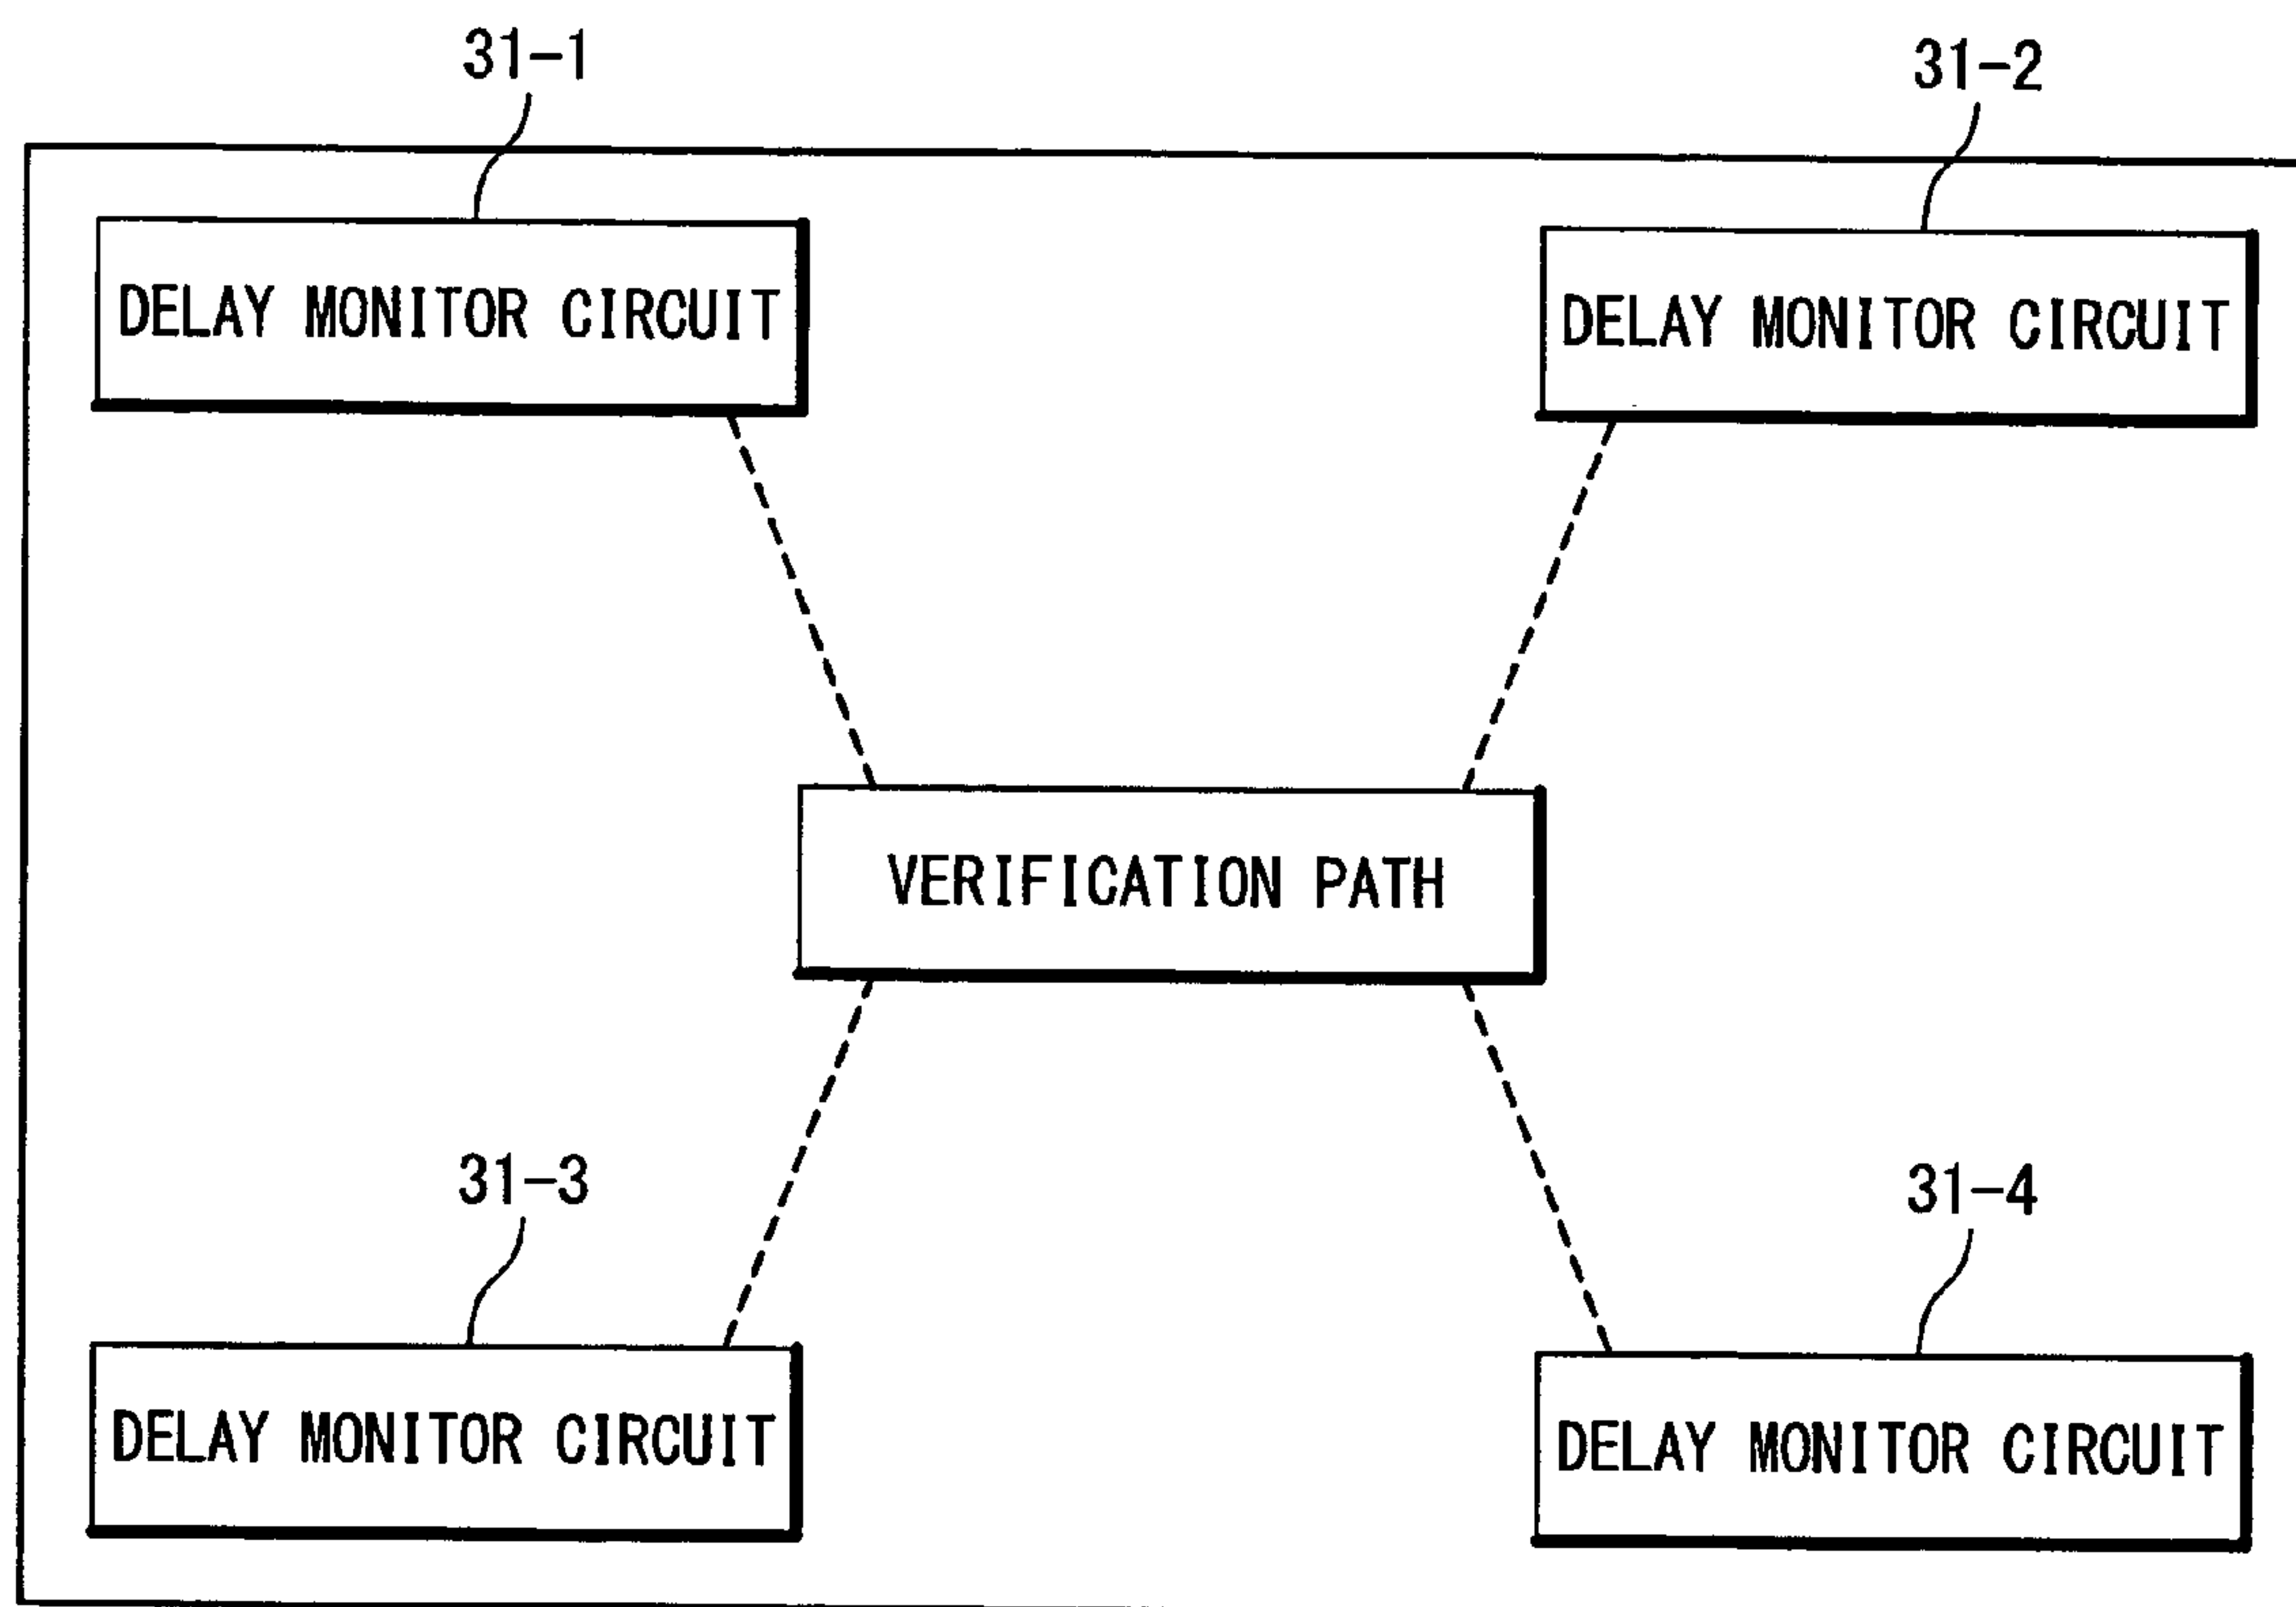 31-1
31-2
DELAY MONITOR CIRCUIT
DELAY MONITOR CIRCUIT
VERIFICATION PATH
31-3
31-4
DELAY MONITOR CIRCUIT
DELAY MONITOR CIRCUIT